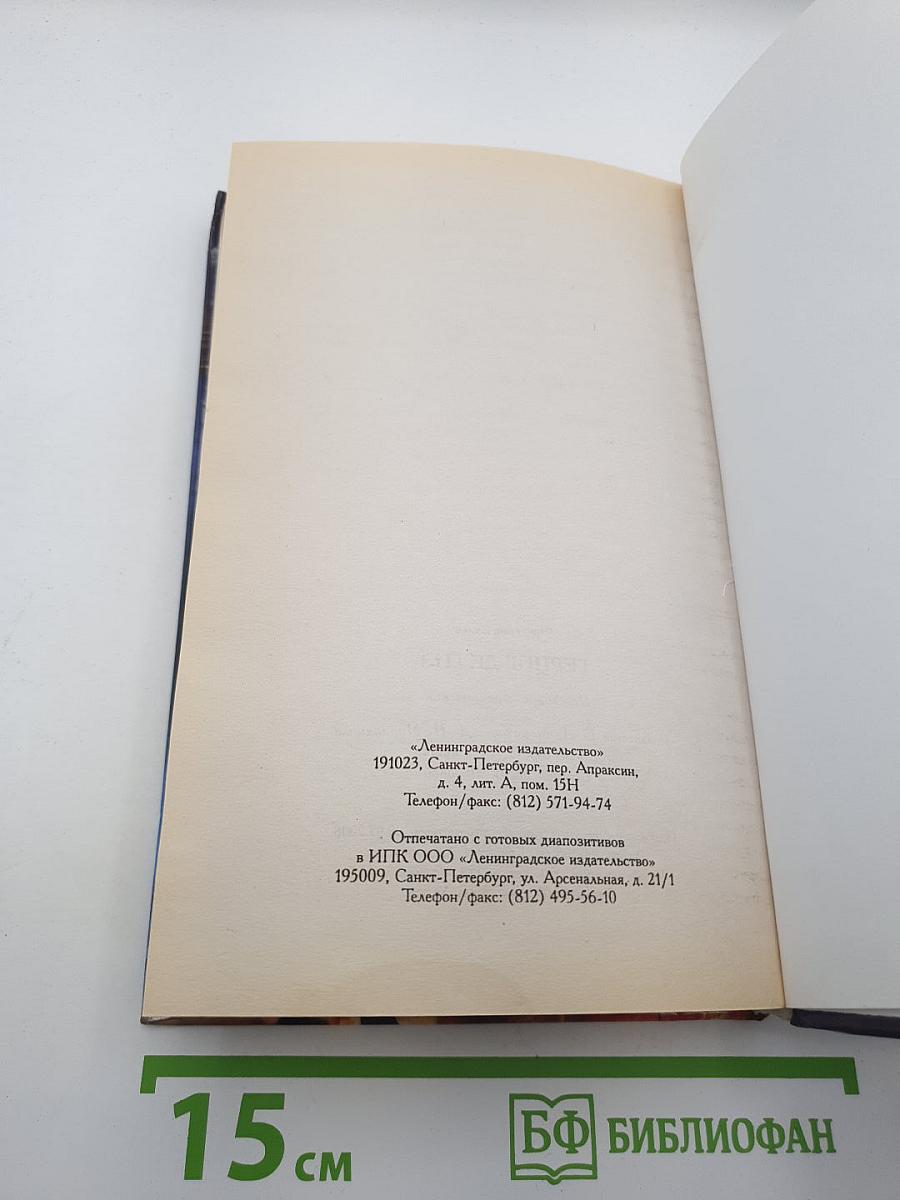 «Ленинградское издательство»
191023, Санкт-Петербург, пер. Апраксин,
д. 4, лит. А, пом. 15Н
Телефон/факс: (812) 571-94-74
Отпечатано с готовых диапозитивов
в ИПК ООО «Ленинградское издательство»
195009, Санкт-Петербург, ул. Арсенальная, д. 21/1
Телефон/факс: (812) 495-56-10
15 см
БФ БИБЛИОФАН